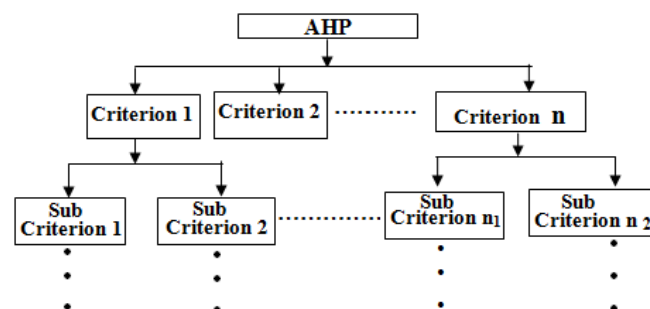 AHP
Criterion 1
Criterion 2
Criterion n
Sub
Criterion 1
Sub
Criterion 2
Sub
Criterion n1
Sub
Criterion n 2